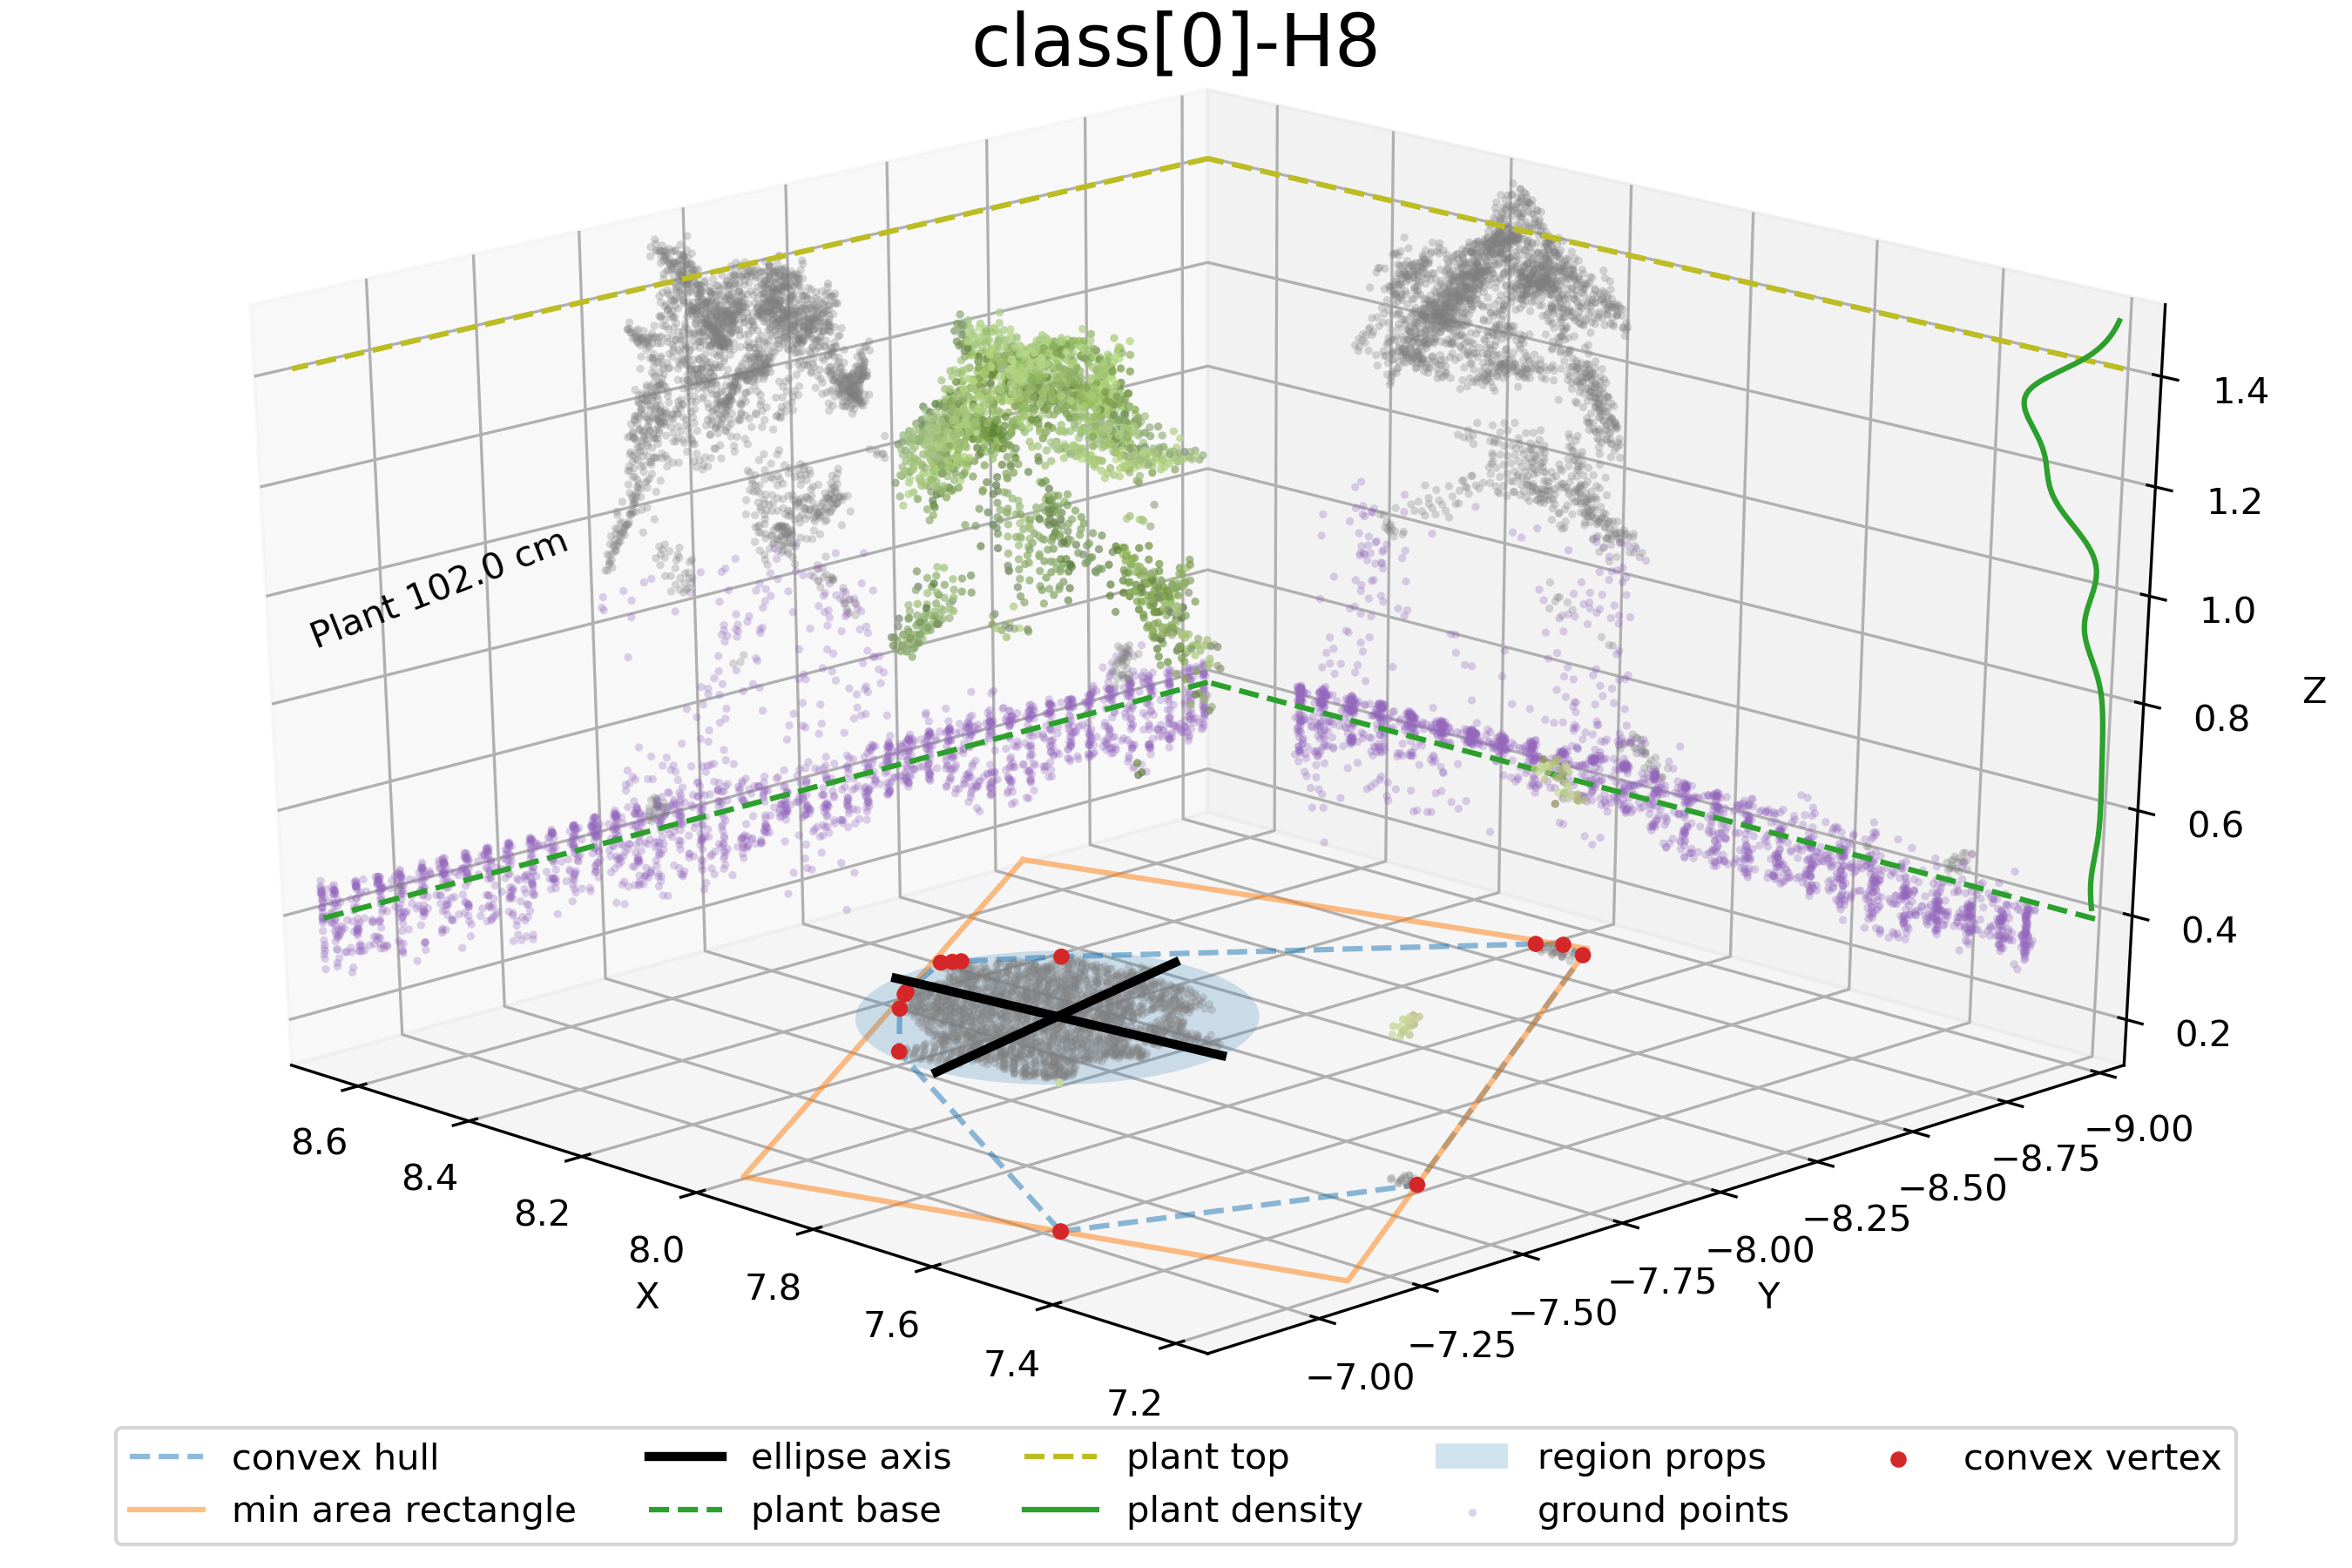 class[0]-H8
Plant 102.0 cm
1.4
1.2
1.0
0.8
0.6
0.4
0.2
Z
8.6
8.4
8.2
8.0
7.8
7.6
7.4
7.2
X
−9.00
−8.75
−8.50
−8.25
−8.00
−7.75
−7.50
−7.25
−7.00
Y
convex hull
min area rectangle
ellipse axis
plant base
plant top
plant density
region props
ground points
convex vertex